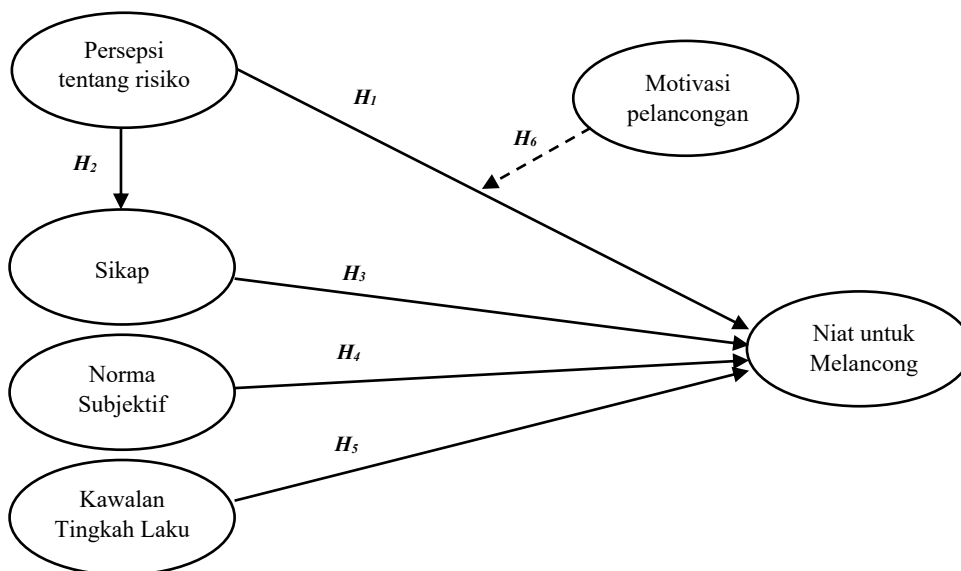 Persepsi
tentang risiko
H1
Motivasi
pelancongan
H6
H2
Sikap
H3
Niat untuk
Melancong
H4
Norma
Subjektif
H5
Kawalan
Tingkah Laku